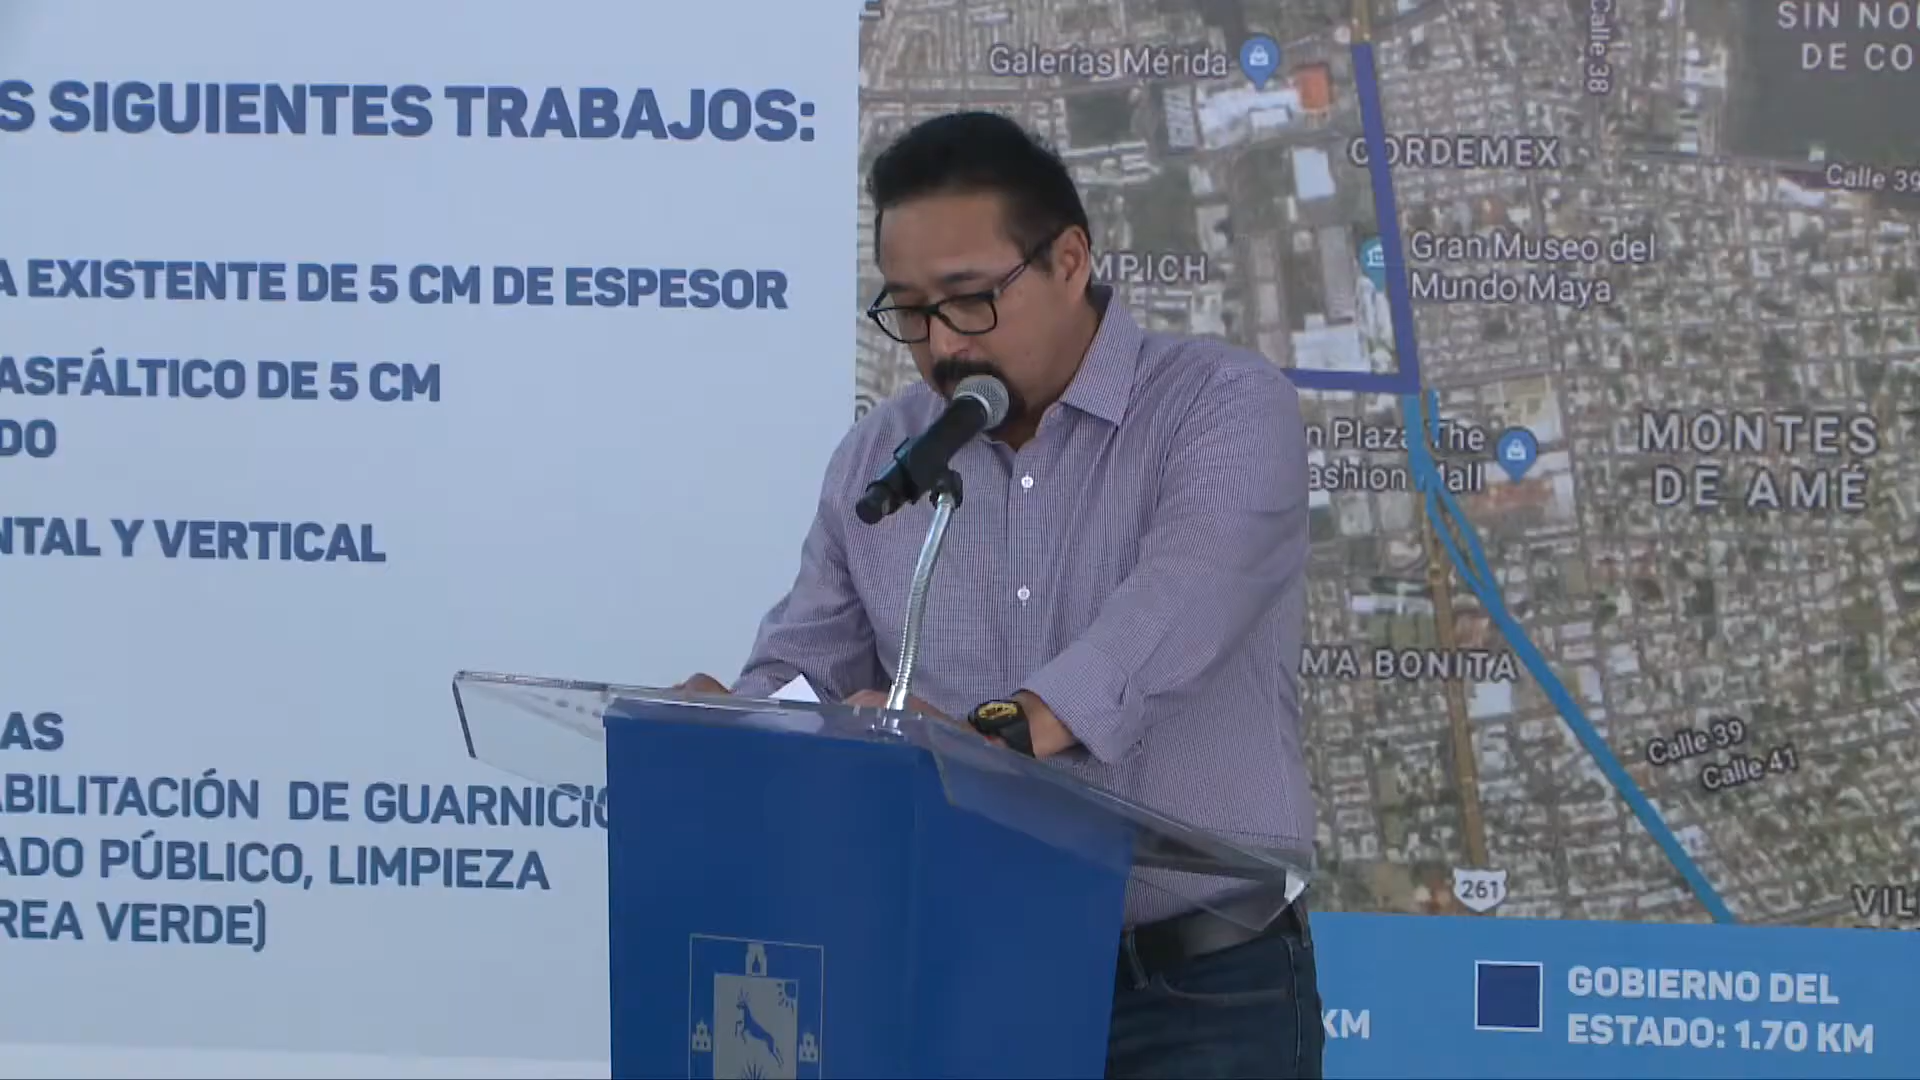 S SIGUIENTES TRABAJOS:
A EXISTENTE DE 5 CM DE ESPESOR
ASFÁLTICO DE 5 CM
DO
NTAL Y VERTICAL
AS
ABILITACIÓN DE GUARNICIO
ADO PÚBLICO, LIMPIEZA
REA VERDE)
Galerías Mérida
Calle 38
SIN NO
DE CO
CORDEMEX
Calle 39
MPICH
Gran Museo del
Mundo Maya
n Plaza The
ashion Mall
MONTES
DE AMÉ
MA BONITA
Calle 39
Calle 41
261
VIL
KM
GOBIERNO DEL
ESTADO: 1.70 KM